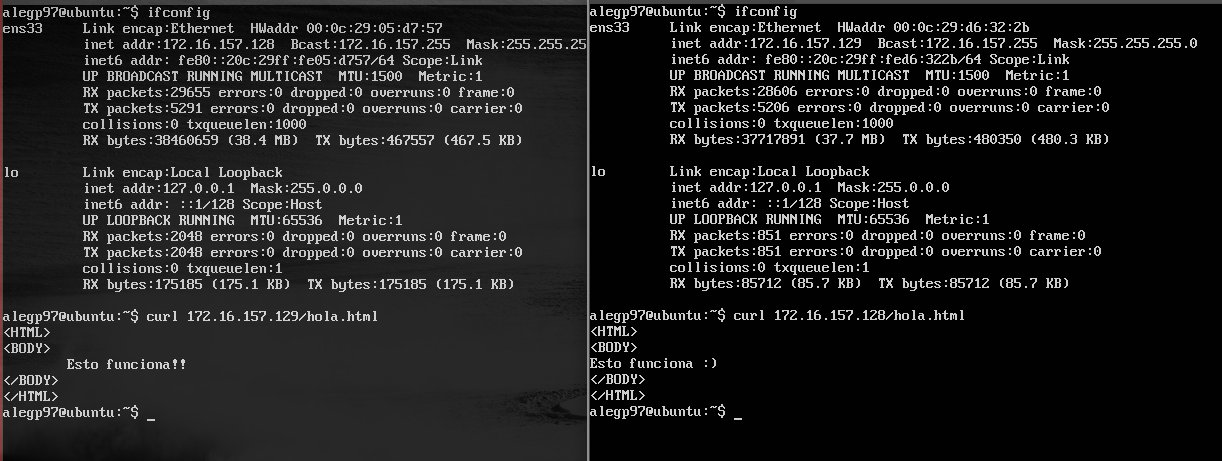 alegp97@ubuntu:~$ ifconfig
ens33     Link encap:Ethernet  HWaddr 00:0c:29:05:d7:57
          inet addr:172.16.157.128  Bcast:172.16.157.255  Mask:255.255.25
          inet6 addr: fe80::20c:29ff:fe05:d757/64 Scope:Link
          UP BROADCAST RUNNING MULTICAST  MTU:1500  Metric:1
          RX packets:29655 errors:0 dropped:0 overruns:0 frame:0
          TX packets:5291 errors:0 dropped:0 overruns:0 carrier:0
          collisions:0 txqueuelen:1000
          RX bytes:38460659 (38.4 MB)  TX bytes:467557 (467.5 KB)

lo        Link encap:Local Loopback
          inet addr:127.0.0.1  Mask:255.0.0.0
          inet6 addr: ::1/128 Scope:Host
          UP LOOPBACK RUNNING  MTU:65536  Metric:1
          RX packets:2048 errors:0 dropped:0 overruns:0 frame:0
          TX packets:2048 errors:0 dropped:0 overruns:0 carrier:0
          collisions:0 txqueuelen:1
          RX bytes:175185 (175.1 KB)  TX bytes:175185 (175.1 KB)

alegp97@ubuntu:~$ curl 172.16.157.129/hola.html
<HTML>
<BODY>
        Esto funciona!!
</BODY>
</HTML>
alegp97@ubuntu:~$ _
alegp97@ubuntu:~$ ifconfig
ens33     Link encap:Ethernet  HWaddr 00:0c:29:d6:32:2b
          inet addr:172.16.157.129  Bcast:172.16.157.255  Mask:255.255.255.0
          inet6 addr: fe80::20c:29ff:fed6:322b/64 Scope:Link
          UP BROADCAST RUNNING MULTICAST  MTU:1500  Metric:1
          RX packets:28606 errors:0 dropped:0 overruns:0 frame:0
          TX packets:5206 errors:0 dropped:0 overruns:0 carrier:0
          collisions:0 txqueuelen:1000
          RX bytes:37717891 (37.7 MB)  TX bytes:480350 (480.3 KB)

lo        Link encap:Local Loopback
          inet addr:127.0.0.1  Mask:255.0.0.0
          inet6 addr: ::1/128 Scope:Host
          UP LOOPBACK RUNNING  MTU:65536  Metric:1
          RX packets:851 errors:0 dropped:0 overruns:0 frame:0
          TX packets:851 errors:0 dropped:0 overruns:0 carrier:0
          collisions:0 txqueuelen:1
          RX bytes:85712 (85.7 KB)  TX bytes:85712 (85.7 KB)

alegp97@ubuntu:~$ curl 172.16.157.128/hola.html
<HTML>
<BODY>
Esto funciona :)
</BODY>
</HTML>
alegp97@ubuntu:~$ _